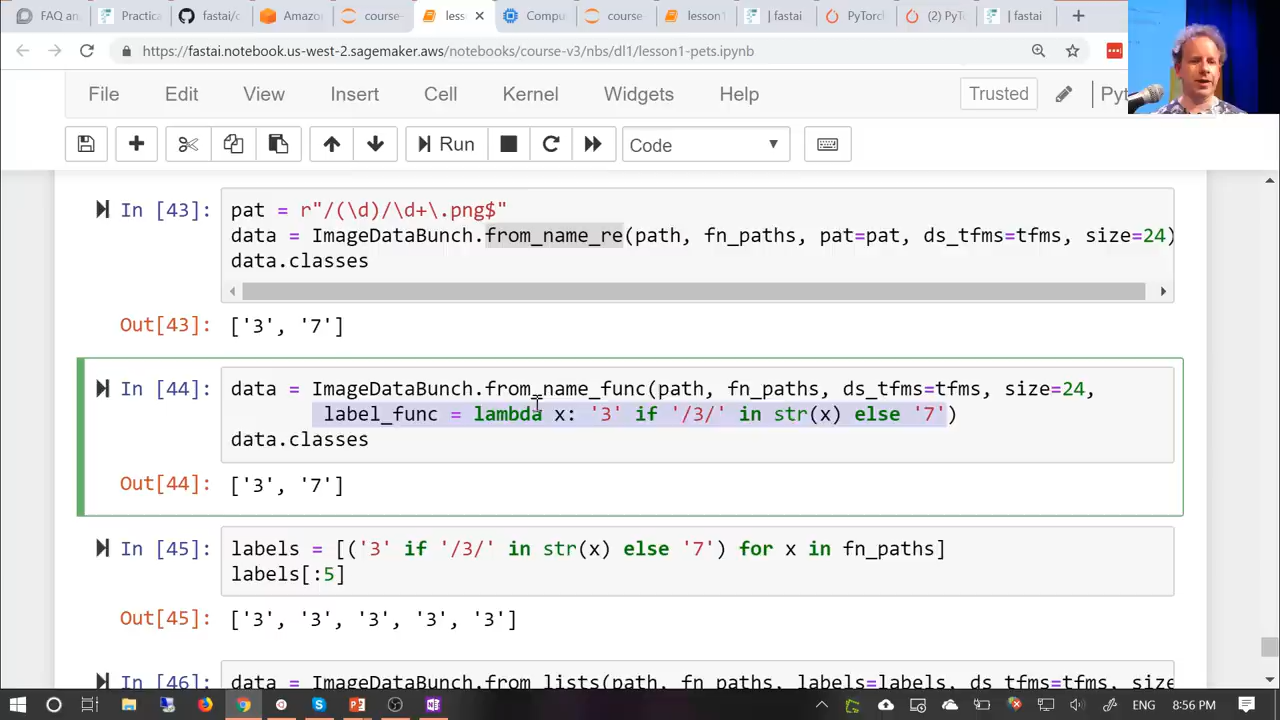 FAQ an
Practica
fastai/c
Amazo
course-
less
Compu
course
lesson1
| fastai
PyTorc
(2) PyT
| fastai
https://fastai.notebook.us-west-2.sagemaker.aws/notebooks/course-v3/nbs/dl1/lesson1-pets.ipynb
File Edit View Insert Cell Kernel Widgets Help Trusted Pyt
Run Code
In [43]: pat = r"/(\d)/\d+\.png$"
data = ImageDataBunch.from_name_re(path, fn_paths, pat=pat, ds_tfms=tfms, size=24)
data.classes
Out[43]: ['3', '7']
In [44]: data = ImageDataBunch.from_name_func(path, fn_paths, ds_tfms=tfms, size=24,
label_func = lambda x: '3' if '/3/' in str(x) else '7')
data.classes
Out[44]: ['3', '7']
In [45]: labels = [('3' if '/3/' in str(x) else '7') for x in fn_paths]
labels[:5]
Out[45]: ['3', '3', '3', '3', '3']
In [46]: data = ImageDataBunch.from_lists(path, fn_paths, labels=labels, ds_tfms=tfms, size
ENG 8:56 PM